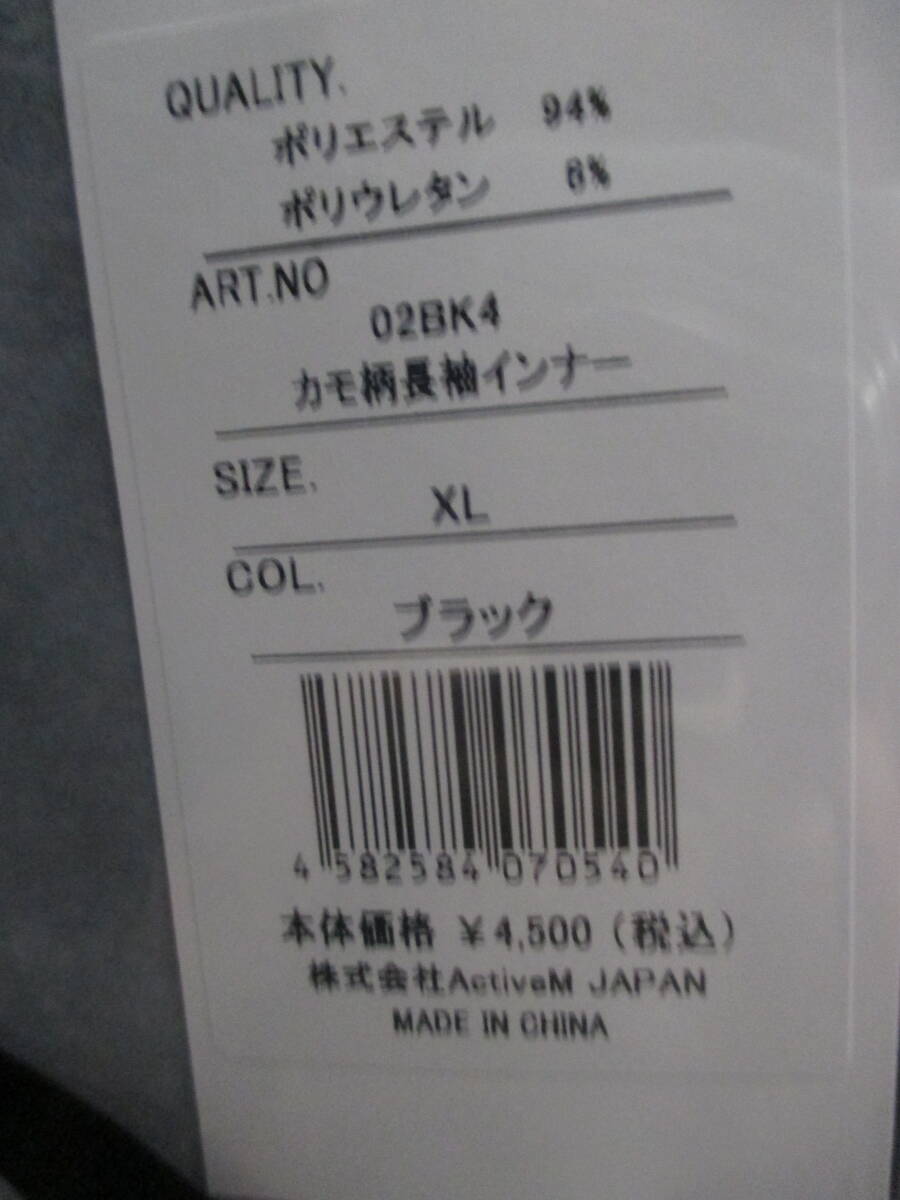 QUALITY.
ポリエステル 94%
ポリウレタン 6%
ART.NO
02BK4
カモ柄長袖インナー
SIZE.
XL
COL.
ブラック
4 582584 070540
本体価格 ¥4,500(税込)
株式会社ActiveM JAPAN
MADE IN CHINA